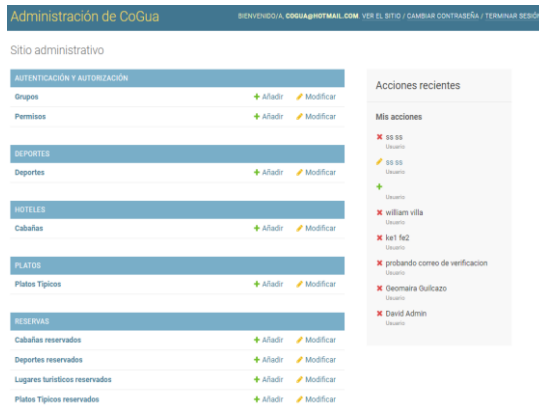 Administración de CoGua
BIENVENIDO/A, COGUA@HOTMAIL.COM. VER EL SITIO / CAMBIAR CONTRASEÑA / TERMINAR SESIÓN
Sitio administrativo
AUTENTICACIÓN Y AUTORIZACIÓN
Grupos + Añadir Modificar
Permisos + Añadir Modificar
DEPORTES
Deportes + Añadir Modificar
HOTELES
Cabañas + Añadir Modificar
PLATOS
Platos Tipicos + Añadir Modificar
RESERVAS
Cabañas reservados + Añadir Modificar
Deportes reservados + Añadir Modificar
Lugares turisticos reservados + Añadir Modificar
Platos Tipicos reservados + Añadir Modificar
Acciones recientes
Mis acciones
ss ss
Usuario
ss ss
Usuario
+
Usuario
william villa
Usuario
ke1 fe2
Usuario
probando correo de verificacion
Usuario
Geomaira Guilcazo
Usuario
David Admin
Usuario